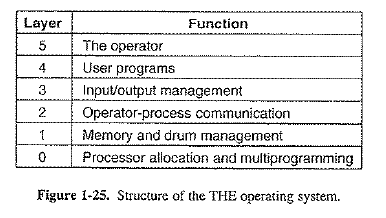 Layer Function
5 The operator
4 User programs
3 Input/output management
2 Operator-process communication
1 Memory and drum management
0 Processor allocation and multiprogramming
Figure 1-25. Structure of the THE operating system.